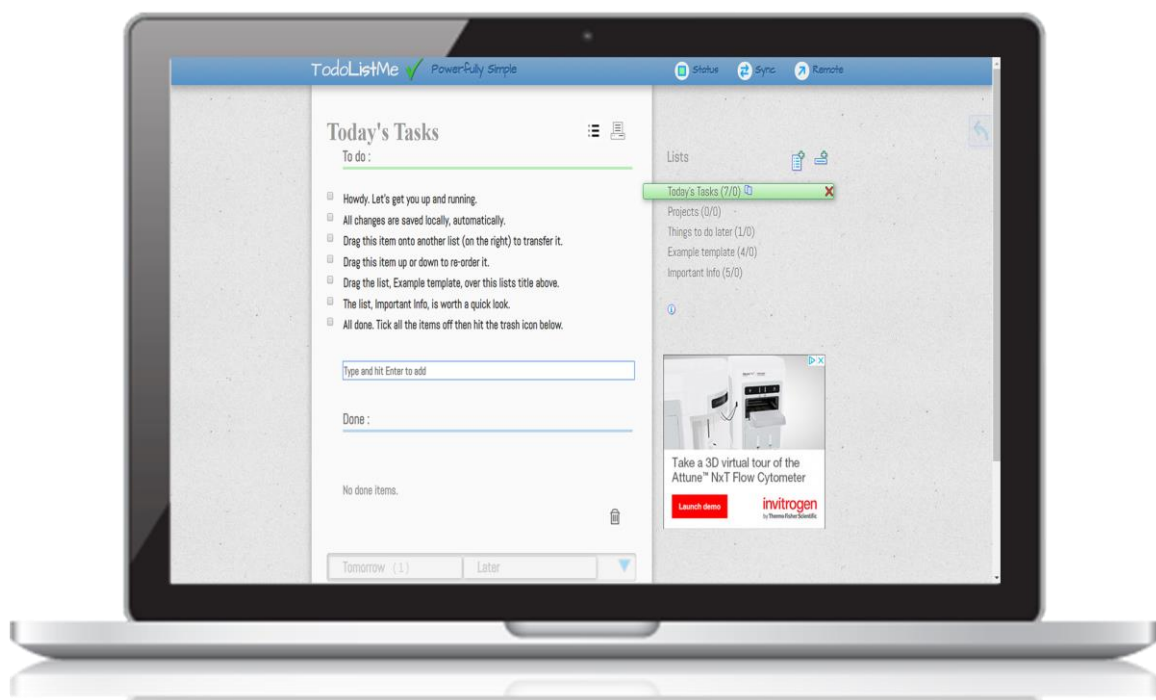 TodoListMe Powerfully Simple
Status Sync Remote
Today's Tasks
To do :
Howdy. Let's get you up and running.
All changes are saved locally, automatically.
Drag this item onto another list (on the right) to transfer it.
Drag this item up or down to re-order it.
Drag the list, Example template, over this lists title above.
The list, Important Info, is worth a quick look.
All done. Tick all the items off then hit the trash icon below.
Type and hit Enter to add
Done :
No done items.
Tomorrow (1) Later
Lists
Today's Tasks (7/0)
Projects (0/0)
Things to do later (1/0)
Example template (4/0)
Important Info (5/0)
Take a 3D virtual tour of the
Attune™ NxT Flow Cytometer
Launch demo
invitrogen
by Thermo Fisher Scientific